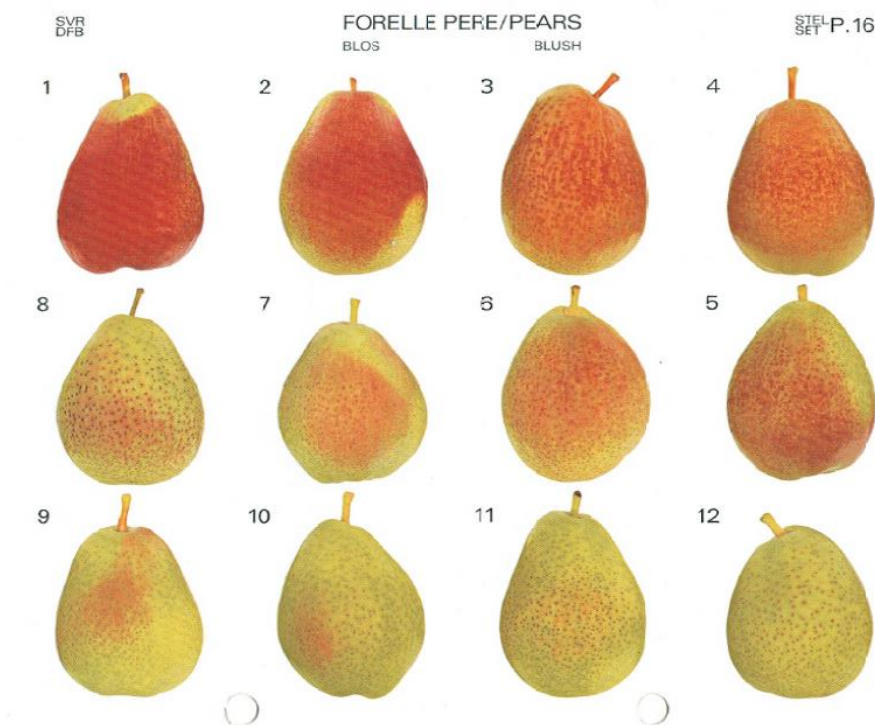 SVR
DFB
FORELLE PERE/PEARS
BLOS BLUSH
STEL
SET P.16
1 2 3 4
8 7 6 5
9 10 11 12